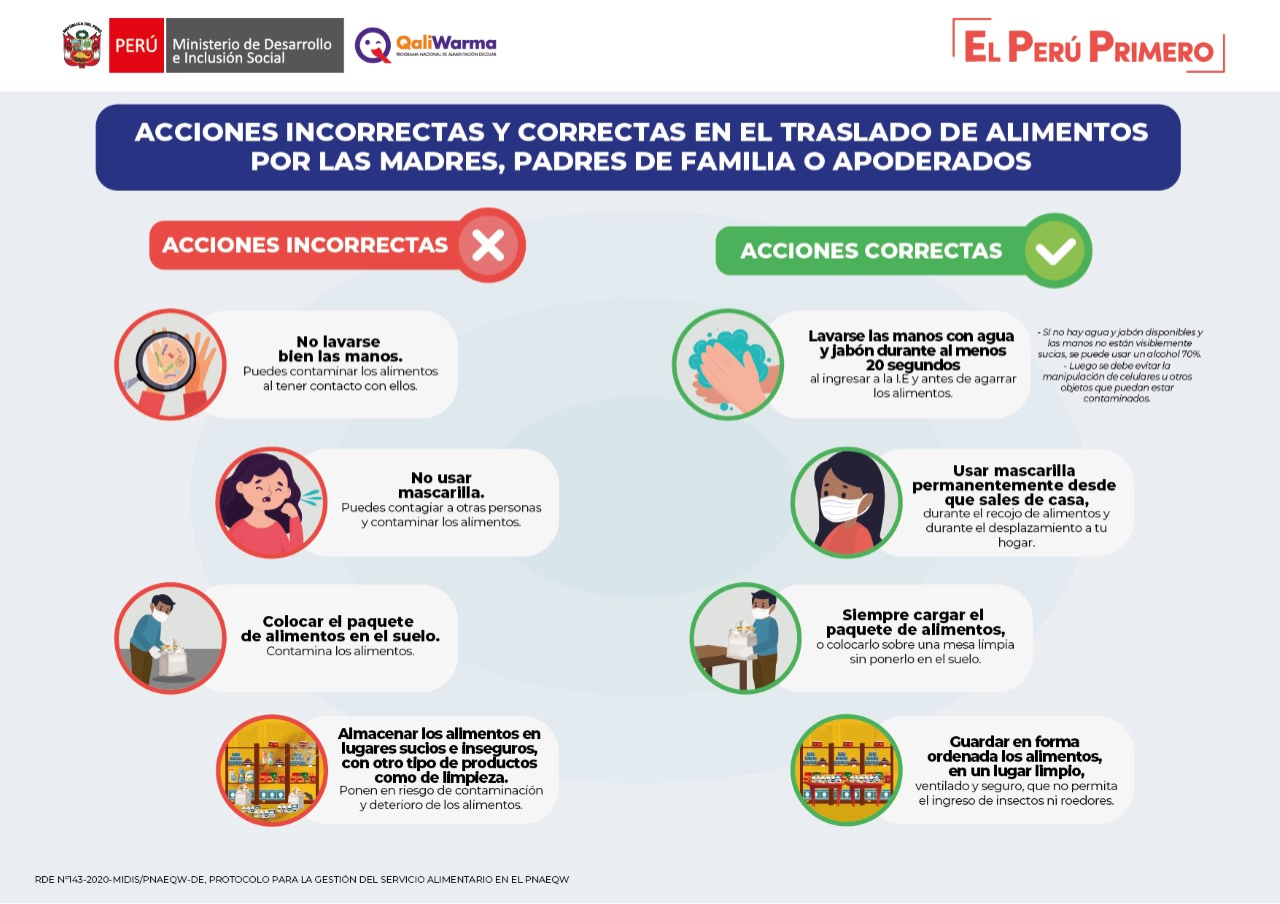 REPÚBLICA DEL PERÚ
PERÚ
Ministerio de Desarrollo
e Inclusión Social
QaliWarma
PROGRAMA NACIONAL DE ALIMENTACIÓN ESCOLAR
EL PERÚ PRIMERO
ACCIONES INCORRECTAS Y CORRECTAS EN EL TRASLADO DE ALIMENTOS
POR LAS MADRES, PADRES DE FAMILIA O APODERADOS
ACCIONES INCORRECTAS
No lavarse
bien las manos.
Puedes contaminar los alimentos
al tener contacto con ellos.
No usar
mascarilla.
Puedes contagiar a otras personas
y contaminar los alimentos.
Colocar el paquete
de alimentos en el suelo.
Contamina los alimentos.
Almacenar los alimentos en
lugares sucios e inseguros,
con otro tipo de productos
como de limpieza.
Ponen en riesgo de contaminación
y deterioro de los alimentos.
ACCIONES CORRECTAS
Lavarse las manos con agua
y jabón durante al menos
20 segundos
al ingresar a la I.E y antes de agarrar
los alimentos.
- Sí no hay agua y jabón disponibles y
las manos no están visiblemente
sucias, se puede usar un alcohol 70%.
- Luego se debe evitar la
manipulación de celulares u otros
objetos que puedan estar
contaminados.
Usar mascarilla
permanentemente desde
que sales de casa,
durante el recojo de alimentos y
durante el desplazamiento a tu
hogar.
Siempre cargar el
paquete de alimentos,
o colocarlo sobre una mesa límpia
sin ponerlo en el suelo.
Guardar en forma
ordenada los alimentos,
en un lugar limpio,
ventilado y seguro, que no permita
el ingreso de insectos ni roedores.
RDE N°143-2020-MIDIS/PNAEQW-DE, PROTOCOLO PARA LA GESTIÓN DEL SERVICIO ALIMENTARIO EN EL PNAEQW